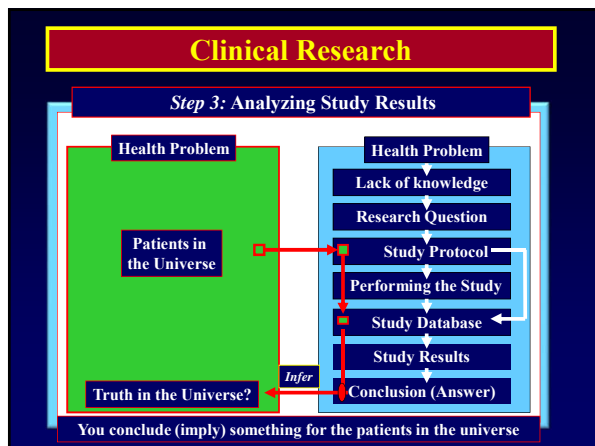 Clinical Research
Step 3: Analyzing Study Results
Health Problem
Patients in
the Universe
Truth in the Universe?
Infer
Health Problem
Lack of knowledge
Research Question
Study Protocol
Performing the Study
Study Database
Study Results
Conclusion (Answer)
You conclude (imply) something for the patients in the universe